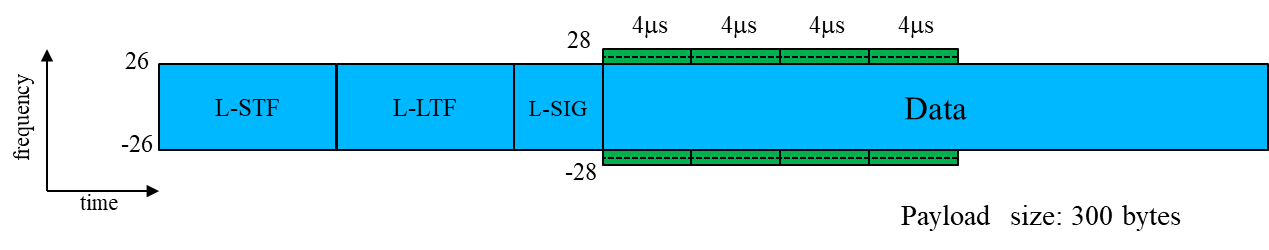 4μs 4μs 4μs 4μs
28
26
L-STF L-LTF L-SIG Data
frequency
-26
-28
time
Payload size: 300 bytes